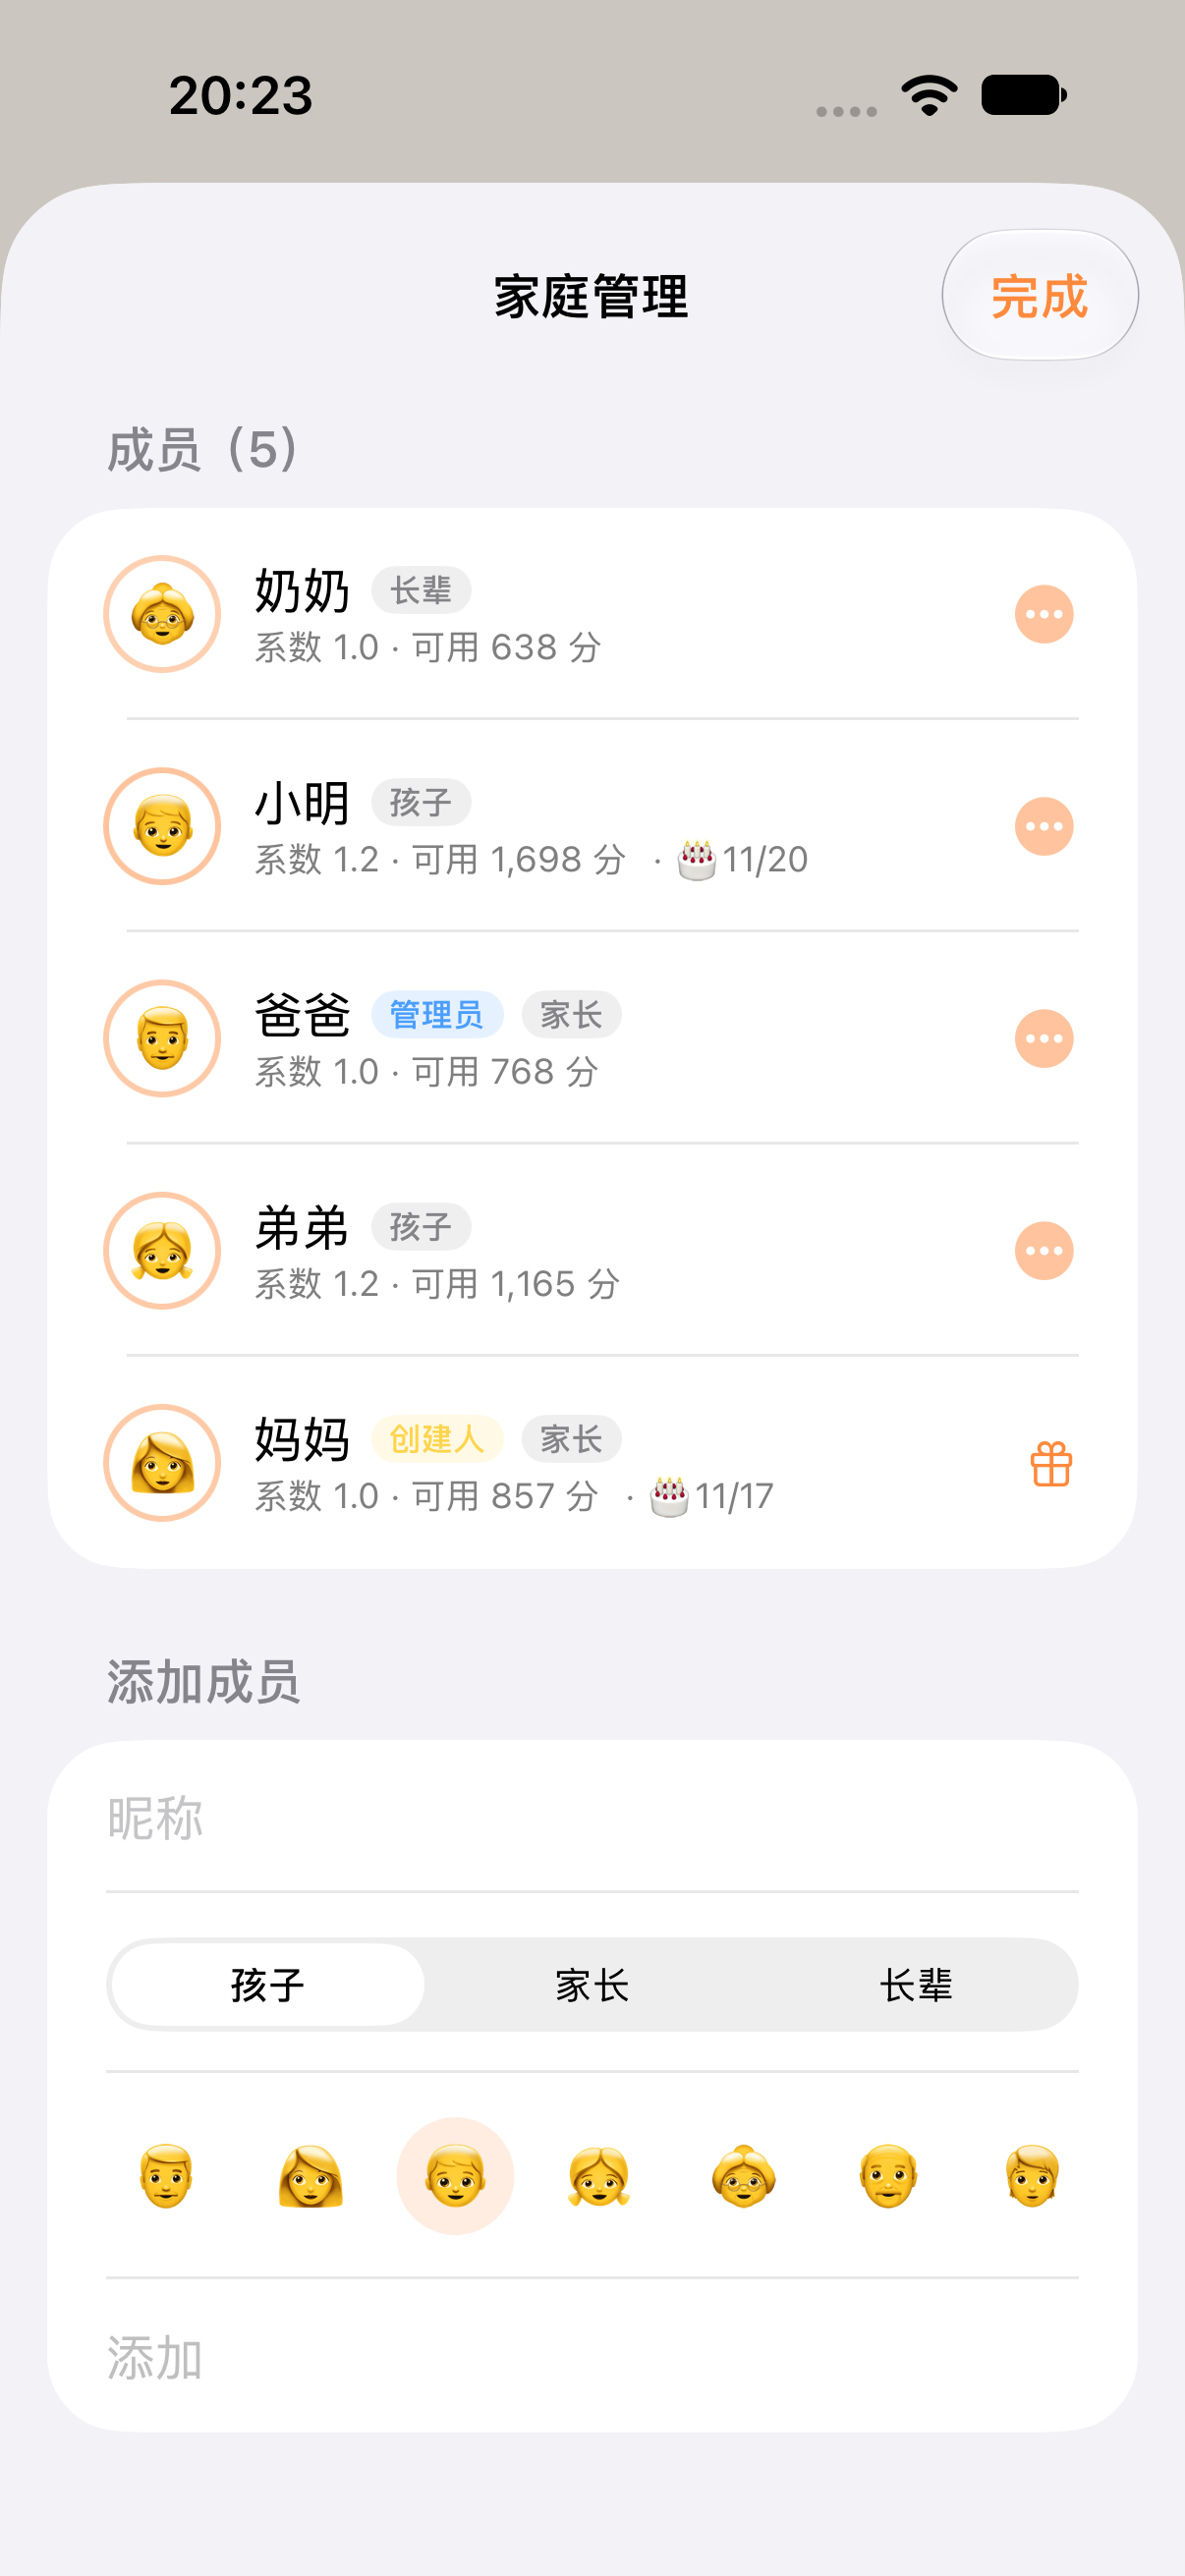 20:23
家庭管理
完成
成员（5）
奶奶 长辈
系数 1.0 · 可用 638 分
小明 孩子
系数 1.2 · 可用 1,698 分 · 🎂11/20
爸爸 管理员 家长
系数 1.0 · 可用 768 分
弟弟 孩子
系数 1.2 · 可用 1,165 分
妈妈 创建人 家长
系数 1.0 · 可用 857 分 · 🎂11/17
添加成员
昵称
孩子 家长 长辈
添加